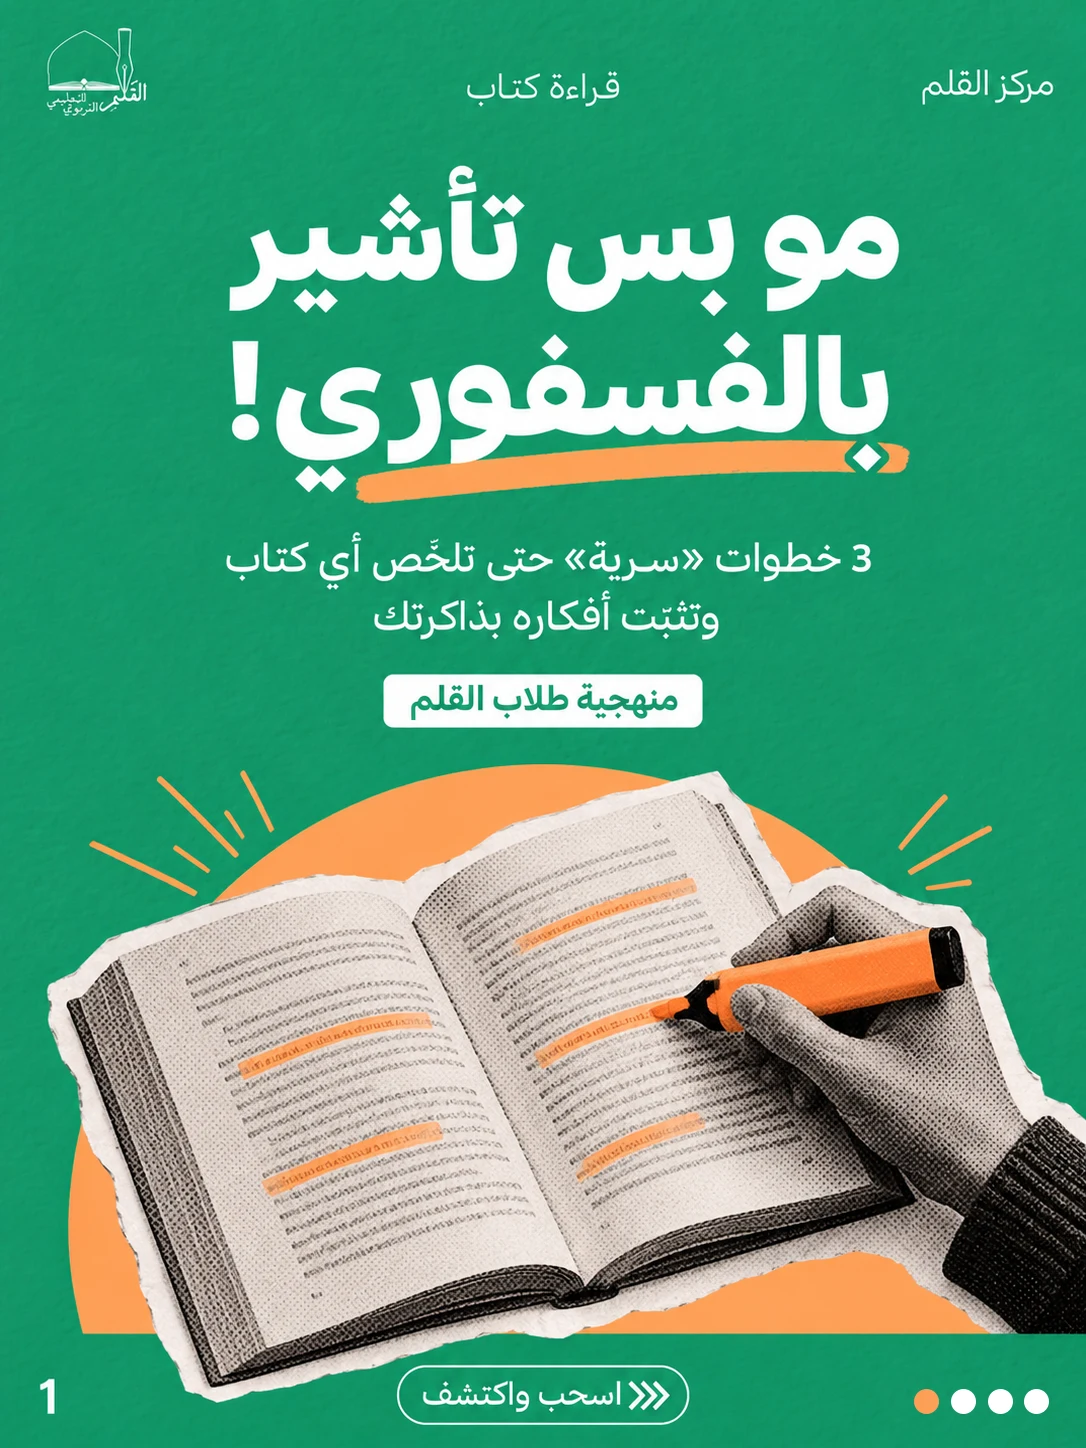 مركز القلم
قراءة كتاب
القلم
التعليمي
التربوي
مو بس تأشير
بالفسفوري!
3 خطوات «سرية» حتى تلخّص أي كتاب
وتثبّت أفكاره بذاكرتك
منهجية طلاب القلم
اسحب واكتشف
1